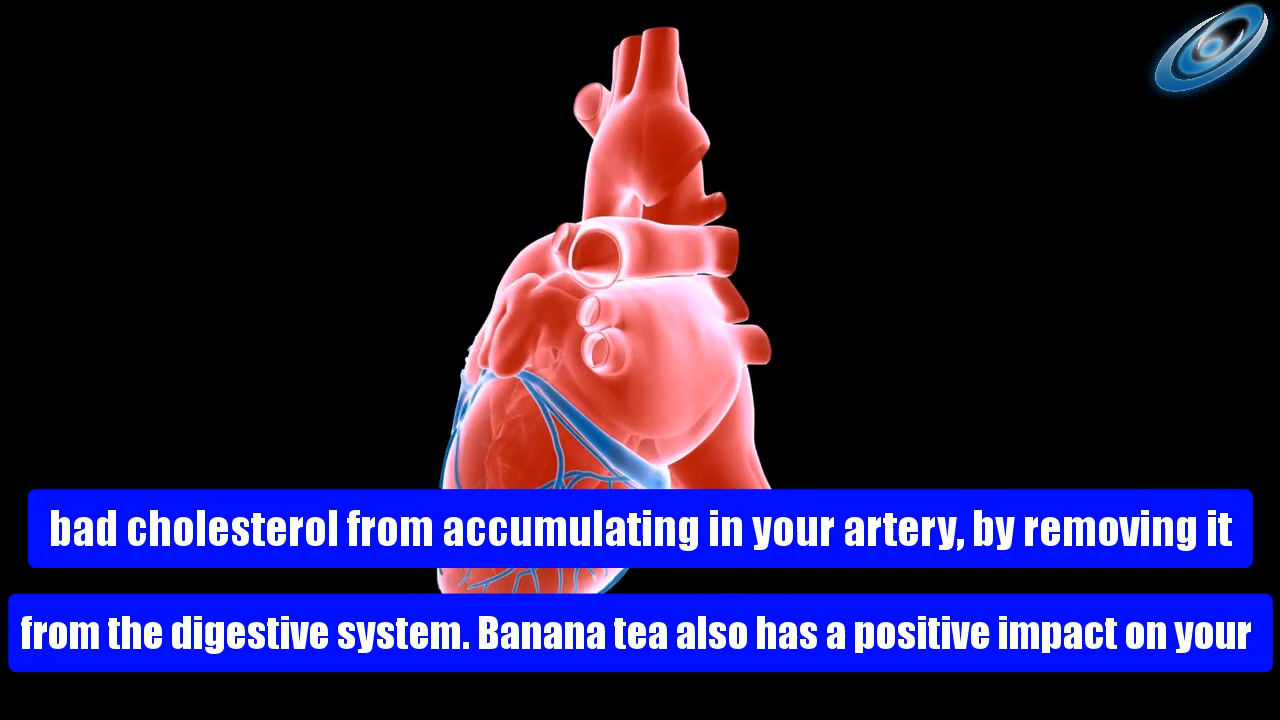 bad cholesterol from accumulating in your artery, by removing it
from the digestive system. Banana tea also has a positive impact on your